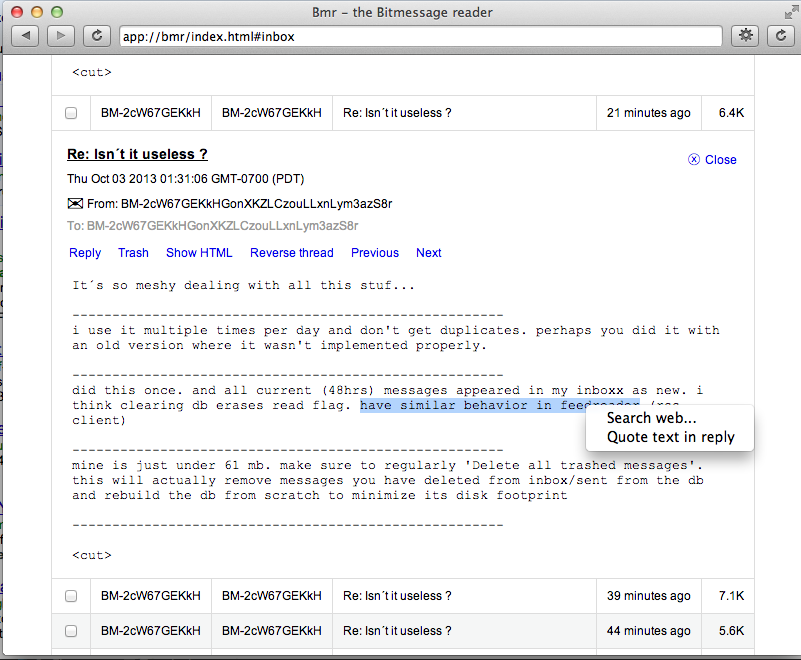 Bmr - the Bitmessage reader
app://bmr/index.html#inbox
<cut>
BM-2cW67GEKkH BM-2cW67GEKkH Re: Isn´t it useless ? 21 minutes ago 6.4K
Re: Isn´t it useless ?
Close
Thu Oct 03 2013 01:31:06 GMT-0700 (PDT)
From: BM-2cW67GEKkHGonXKZLCzouLLxnLym3azS8r
To: BM-2cW67GEKkHGonXKZLCzouLLxnLym3azS8r
Reply Trash Show HTML Reverse thread Previous Next
It´s so meshy dealing with all this stuf...
------------------------------------------------------
i use it multiple times per day and don't get duplicates. perhaps you did it with
an old version where it wasn't implemented properly.
------------------------------------------------------
did this once. and all current (48hrs) messages appeared in my inboxx as new. i
think clearing db erases read flag. have similar behavior in feedreader
client)
Search web...
Quote text in reply
------------------------------------------------------
mine is just under 61 mb. make sure to regularly 'Delete all trashed messages'.
this will actually remove messages you have deleted from inbox/sent from the db
and rebuild the db from scratch to minimize its disk footprint
------------------------------------------------------
<cut>
BM-2cW67GEKkH BM-2cW67GEKkH Re: Isn´t it useless ? 39 minutes ago 7.1K
BM-2cW67GEKkH BM-2cW67GEKkH Re: Isn´t it useless ? 44 minutes ago 5.6K